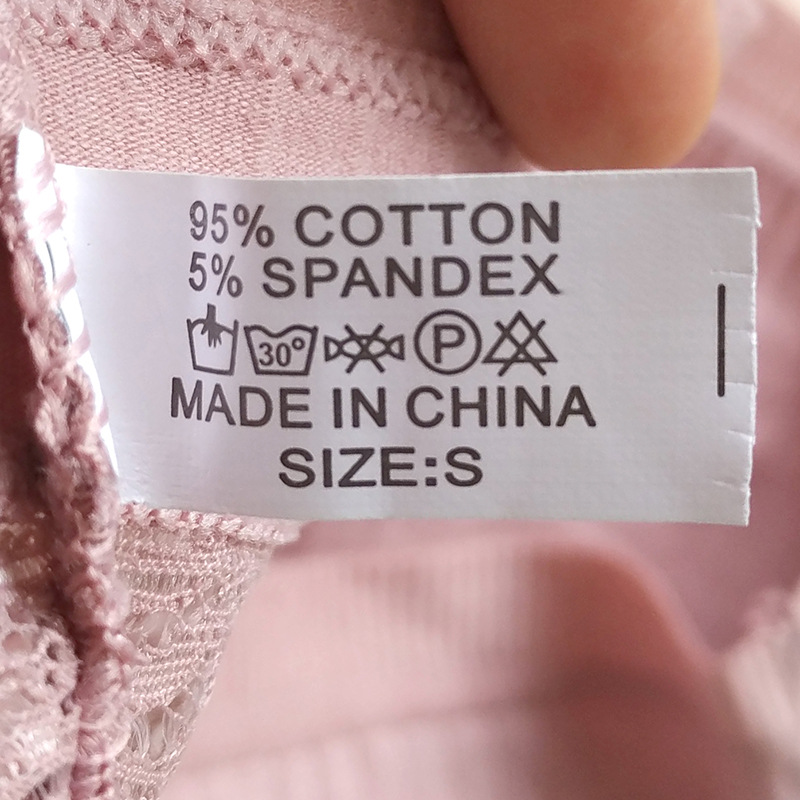 95% COTTON
5% SPANDEX
30° P
MADE IN CHINA
SIZE:S